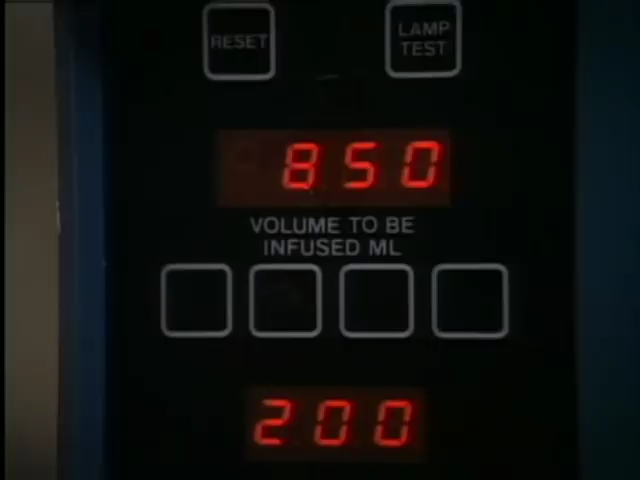 RESET
LAMP
TEST
850
VOLUME TO BE
INFUSED ML
200